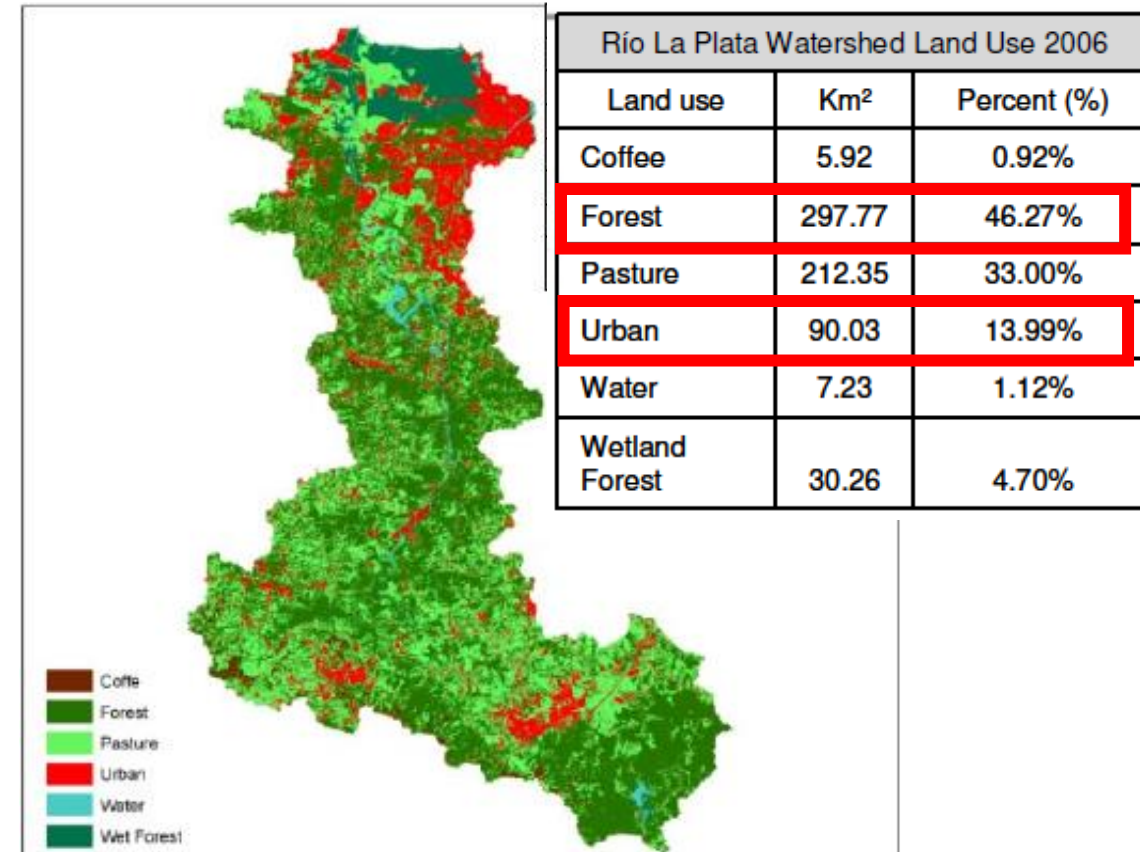 Río La Plata Watershed Land Use 2006
Land use Km² Percent (%)
Coffee 5.92 0.92%
Forest 297.77 46.27%
Pasture 212.35 33.00%
Urban 90.03 13.99%
Water 7.23 1.12%
Wetland
Forest 30.26 4.70%
Coffe
Forest
Pasture
Urban
Water
Wet Forest